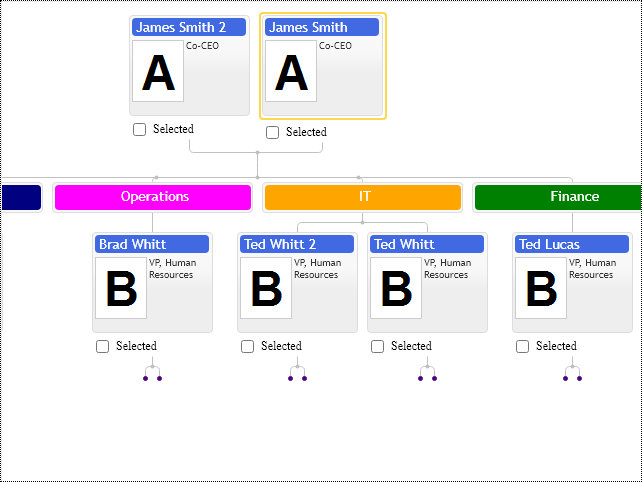 James Smith 2
James Smith
A
Co-CEO
A
Co-CEO
Selected
Selected
Operations
IT
Finance
Brad Whitt
Ted Whitt 2
Ted Whitt
Ted Lucas
B
VP, Human
Resources
B
VP, Human
Resources
B
VP, Human
Resources
B
VP, Human
Resources
Selected
Selected
Selected
Selected